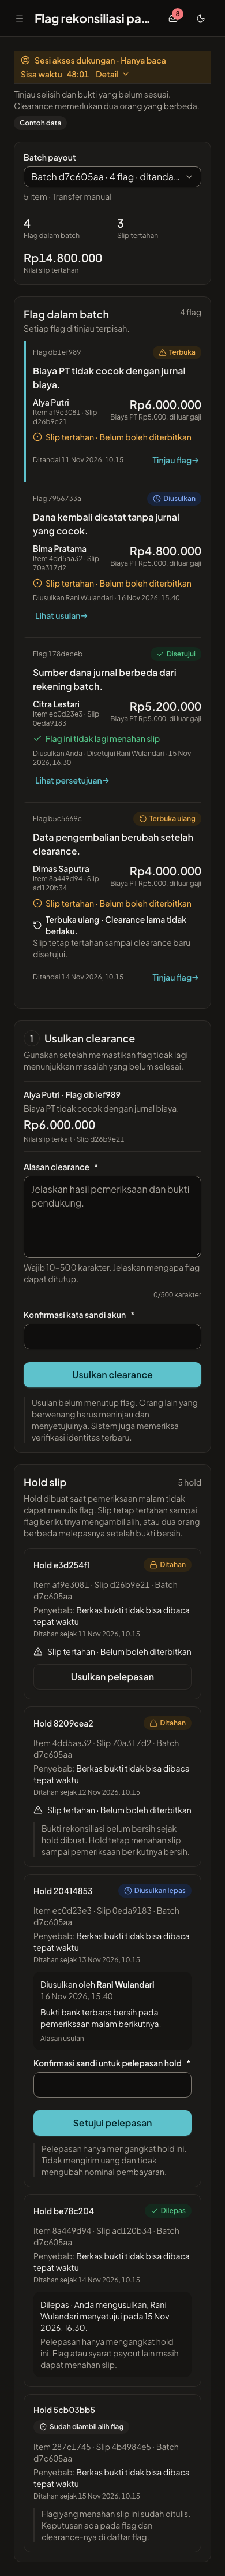 Flag rekonsiliasi pa...
8
Sesi akses dukungan · Hanya baca
Sisa waktu 48:01 Detail
Tinjau selisih dan bukti yang belum sesuai.
Clearance memerlukan dua orang yang berbeda.
Contoh data
Batch payout
Batch d7c605aa · 4 flag · ditanda...
5 item · Transfer manual
4
Flag dalam batch
3
Slip tertahan
Rp14.800.000
Nilai slip tertahan
Flag dalam batch
4 flag
Setiap flag ditinjau terpisah.
Flag db1ef989
Terbuka
Biaya PT tidak cocok dengan jurnal
biaya.
Alya Putri
Item af9e3081 · Slip
d26b9e21
Rp6.000.000
Biaya PT Rp5.000, di luar gaji
Slip tertahan · Belum boleh diterbitkan
Ditandai 11 Nov 2026, 10.15
Tinjau flag→
Flag 7956733a
Diusulkan
Dana kembali dicatat tanpa jurnal
yang cocok.
Bima Pratama
Item 4dd5aa32 · Slip
70a317d2
Rp4.800.000
Biaya PT Rp5.000, di luar gaji
Slip tertahan · Belum boleh diterbitkan
Diusulkan Rani Wulandari · 16 Nov 2026, 15.40
Lihat usulan→
Flag 178deceb
Disetujui
Sumber dana jurnal berbeda dari
rekening batch.
Citra Lestari
Item ec0d23e3 · Slip
0eda9183
Rp5.200.000
Biaya PT Rp5.000, di luar gaji
Flag ini tidak lagi menahan slip
Diusulkan Anda · Disetujui Rani Wulandari · 15 Nov
2026, 16.30
Lihat persetujuan→
Flag b5c5669c
Terbuka ulang
Data pengembalian berubah setelah
clearance.
Dimas Saputra
Item 8a449d94 · Slip
ad120b34
Rp4.000.000
Biaya PT Rp5.000, di luar gaji
Slip tertahan · Belum boleh diterbitkan
Terbuka ulang · Clearance lama tidak
berlaku.
Slip tetap tertahan sampai clearance baru
disetujui.
Ditandai 14 Nov 2026, 10.15
Tinjau flag→
1
Usulkan clearance
Gunakan setelah memastikan flag tidak lagi
menunjukkan masalah yang belum selesai.
Alya Putri · Flag db1ef989
Biaya PT tidak cocok dengan jurnal biaya.
Rp6.000.000
Nilai slip terkait · Slip d26b9e21
Alasan clearance *
Jelaskan hasil pemeriksaan dan bukti
pendukung.
Wajib 10–500 karakter. Jelaskan mengapa flag
dapat ditutup.
0/500 karakter
Konfirmasi kata sandi akun *
Usulkan clearance
Usulan belum menutup flag. Orang lain yang
berwenang harus meninjau dan
menyetujuinya. Sistem juga memeriksa
verifikasi identitas terbaru.
Hold slip
5 hold
Hold dibuat saat pemeriksaan malam tidak
dapat menulis flag. Slip tetap tertahan sampai
flag berikutnya mengambil alih, atau dua orang
berbeda melepasnya setelah bukti bersih.
Hold e3d254f1
Ditahan
Item af9e3081 · Slip d26b9e21 · Batch
d7c605aa
Penyebab: Berkas bukti tidak bisa dibaca
tepat waktu
Ditahan sejak 11 Nov 2026, 10.15
Slip tertahan · Belum boleh diterbitkan
Usulkan pelepasan
Hold 8209cea2
Ditahan
Item 4dd5aa32 · Slip 70a317d2 · Batch
d7c605aa
Penyebab: Berkas bukti tidak bisa dibaca
tepat waktu
Ditahan sejak 12 Nov 2026, 10.15
Slip tertahan · Belum boleh diterbitkan
Bukti rekonsiliasi belum bersih sejak
hold dibuat. Hold tetap menahan slip
sampai pemeriksaan berikutnya bersih.
Hold 20414853
Diusulkan lepas
Item ec0d23e3 · Slip 0eda9183 · Batch
d7c605aa
Penyebab: Berkas bukti tidak bisa dibaca
tepat waktu
Ditahan sejak 13 Nov 2026, 10.15
Diusulkan oleh Rani Wulandari
16 Nov 2026, 15.40
Bukti bank terbaca bersih pada
pemeriksaan malam berikutnya.
Alasan usulan
Konfirmasi sandi untuk pelepasan hold *
Setujui pelepasan
Pelepasan hanya mengangkat hold ini.
Tidak mengirim uang dan tidak
mengubah nominal pembayaran.
Hold be78c204
Dilepas
Item 8a449d94 · Slip ad120b34 · Batch
d7c605aa
Penyebab: Berkas bukti tidak bisa dibaca
tepat waktu
Ditahan sejak 14 Nov 2026, 10.15
Dilepas · Anda mengusulkan, Rani
Wulandari menyetujui pada 15 Nov
2026, 16.30.
Pelepasan hanya mengangkat hold
ini. Flag atau syarat payout lain masih
dapat menahan slip.
Hold 5cb03bb5
Sudah diambil alih flag
Item 287c1745 · Slip 4b4984e5 · Batch
d7c605aa
Penyebab: Berkas bukti tidak bisa dibaca
tepat waktu
Ditahan sejak 15 Nov 2026, 10.15
Flag yang menahan slip ini sudah ditulis.
Keputusan ada pada flag dan
clearance-nya di daftar flag.